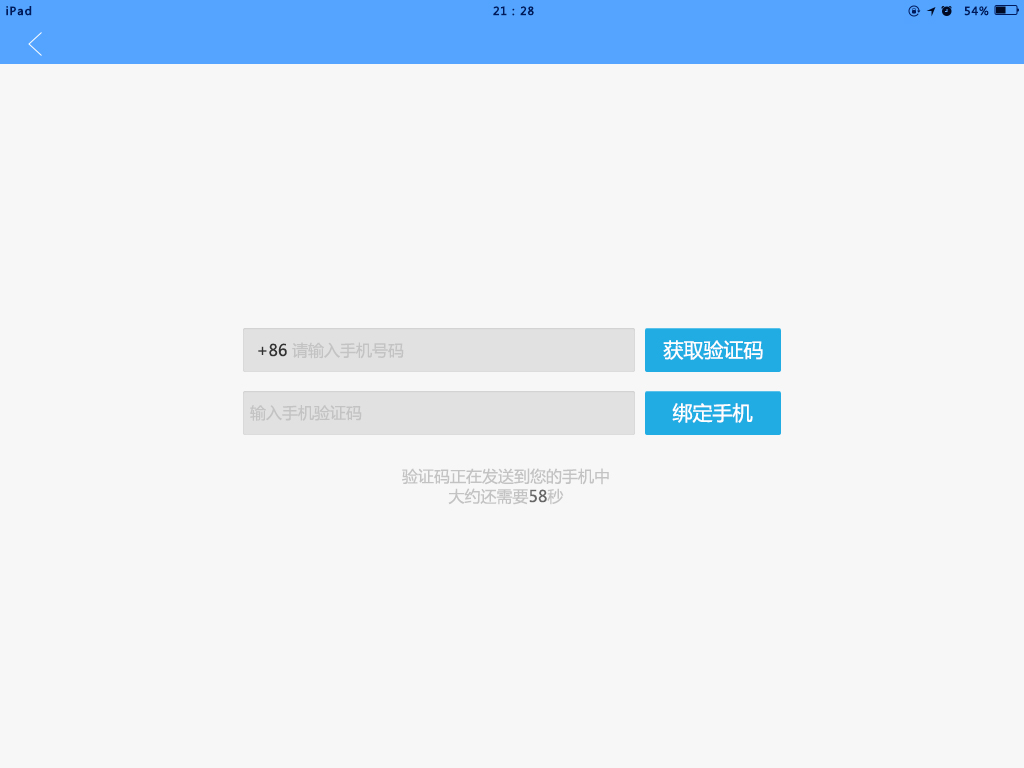 iPad 21：28 54%
+86 请输入手机号码 获取验证码
输入手机验证码 绑定手机
验证码正在发送到您的手机中
大约还需要58秒